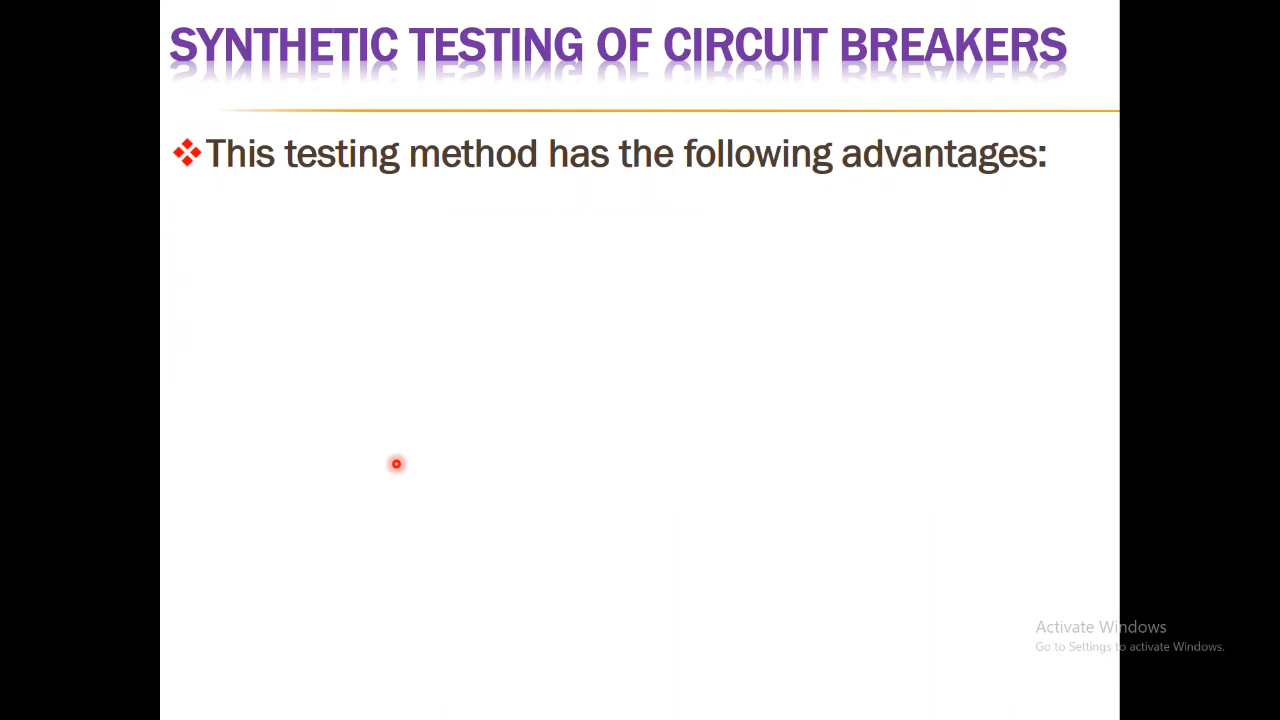 SYNTHETIC TESTING OF CIRCUIT BREAKERS
This testing method has the following advantages:
Activate Windows
Go to Settings to activate Windows.